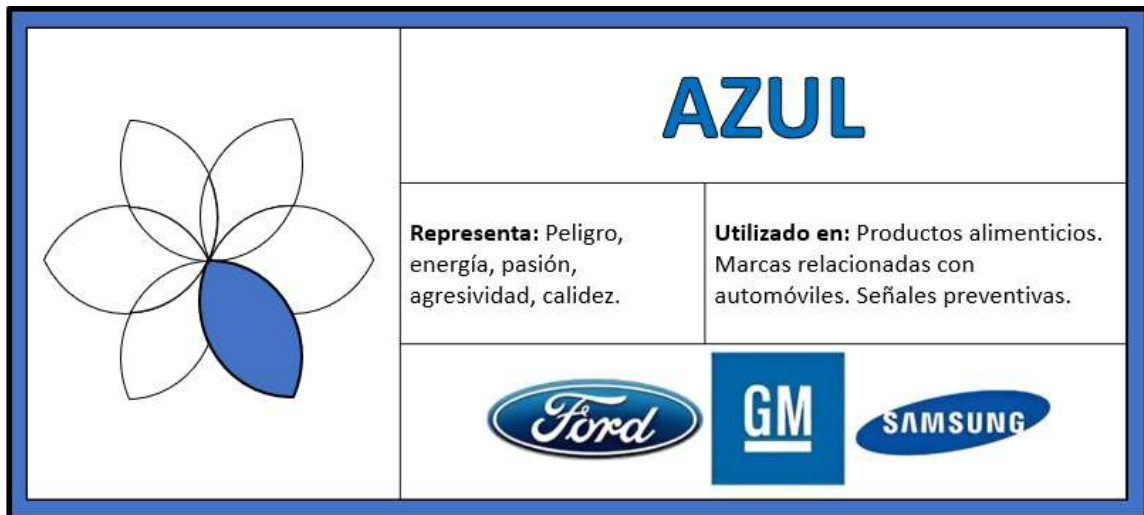 AZUL
Representa: Peligro,
energía, pasión,
agresividad, calidez.
Utilizado en: Productos alimenticios.
Marcas relacionadas con
automóviles. Señales preventivas.
Ford
GM
SAMSUNG